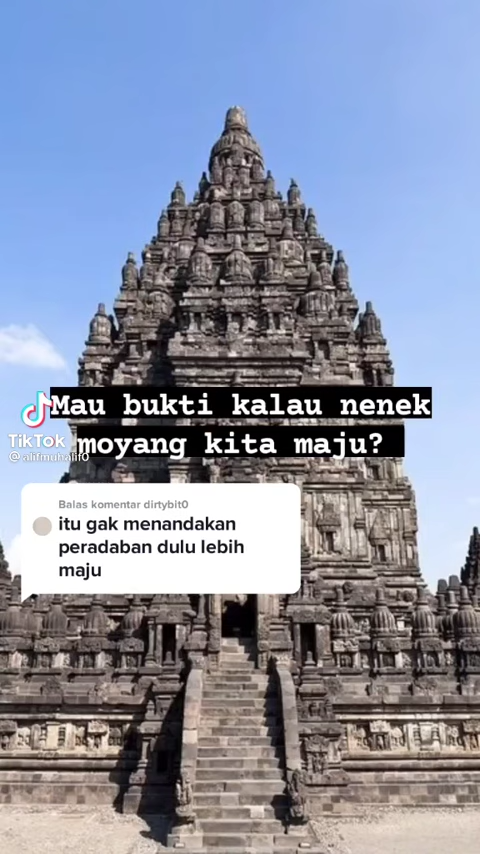 Mau bukti kalau nenek
moyang kita maju?
TikTok
@alifmuhalif0
Balas komentar dirtybit0
itu gak menandakan
peradaban dulu lebih
maju